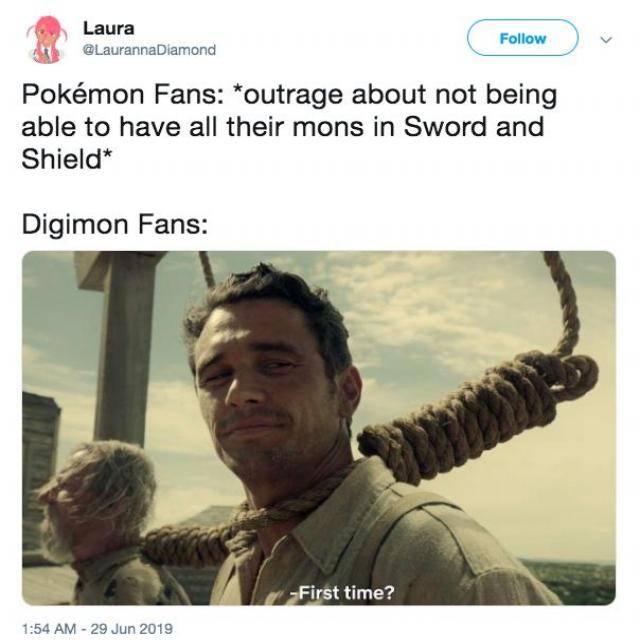 Laura
@LaurannaDiamond
Follow
Pokémon Fans: *outrage about not being
able to have all their mons in Sword and
Shield*
Digimon Fans:
-First time?
1:54 AM - 29 Jun 2019